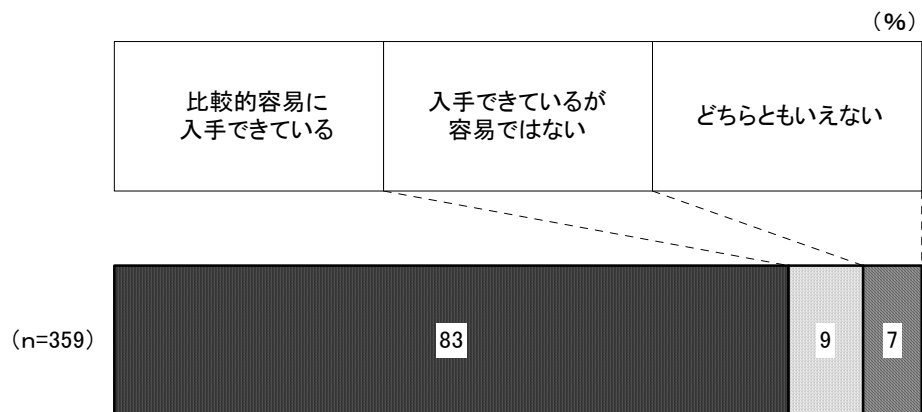 （％）
比較的容易に
入手できている
入手できているが
容易ではない
どちらともいえない
（n=359）
83
9
7